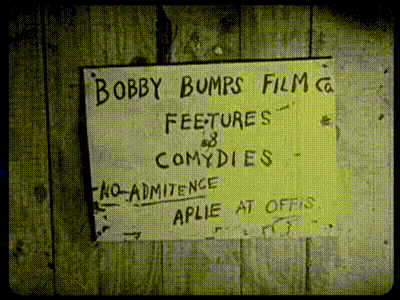 BOBBY BUMPS FILM Co
FEETURES
&
COMYDIES
NO ADMITENCE
APLIE AT OFFIS